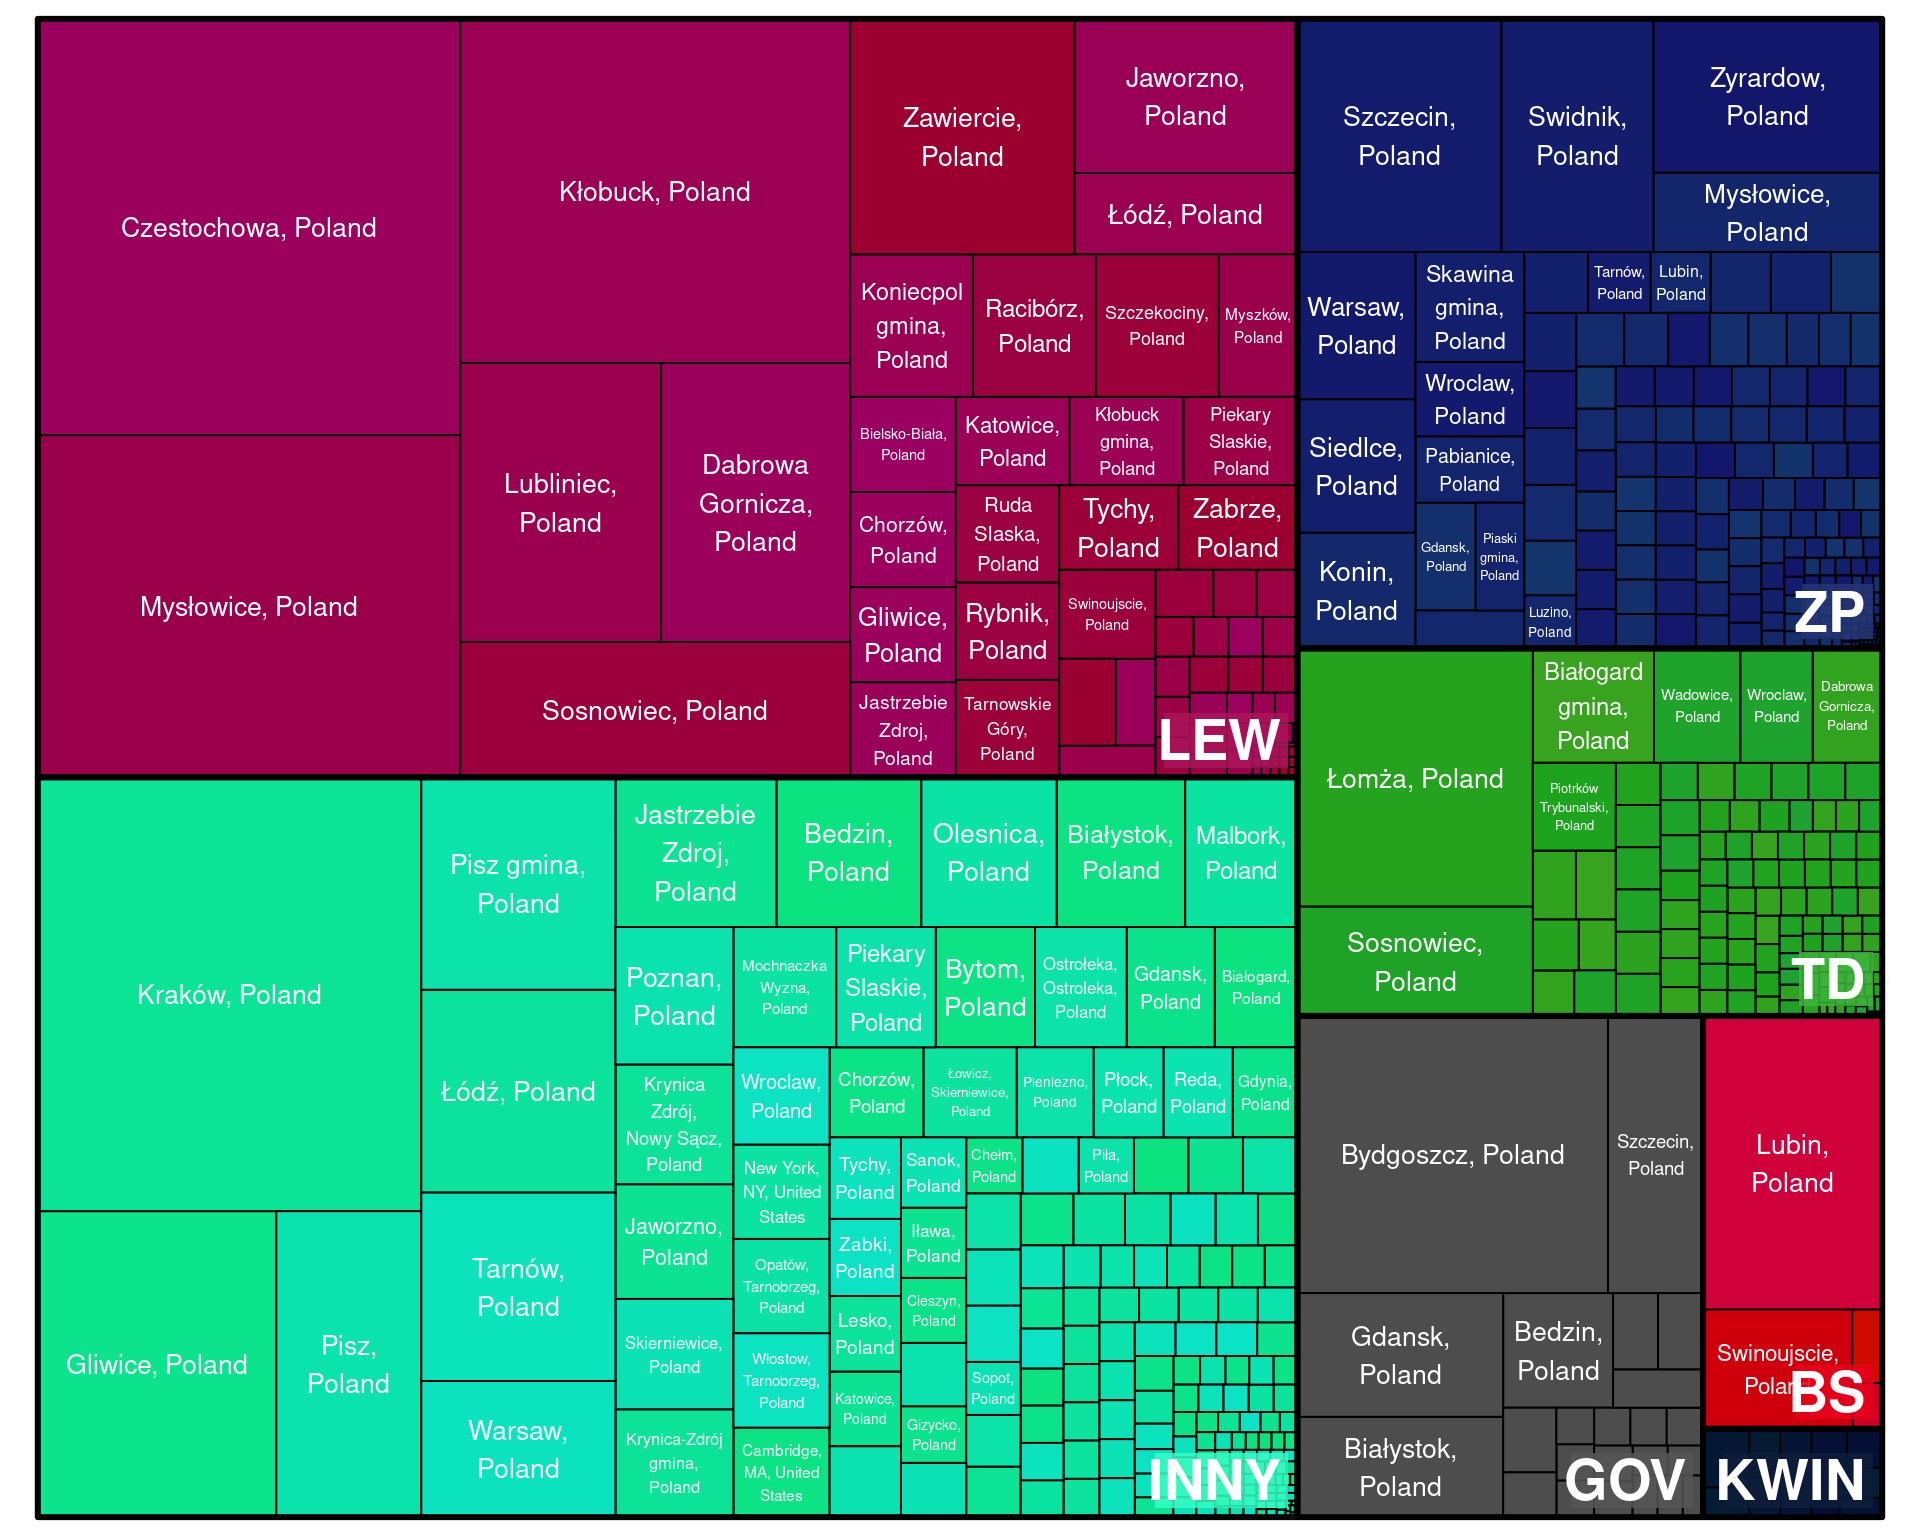 Czestochowa, Poland
Mysłowice, Poland
Kłobuck, Poland
Lubliniec,
Poland
Dabrowa
Gornicza,
Poland
Sosnowiec, Poland
Zawiercie,
Poland
Jaworzno,
Poland
Łódź, Poland
Koniecpol
gmina,
Poland
Racibórz,
Poland
Szczekociny,
Poland
Myszków,
Poland
Bielsko-Biała,
Poland
Chorzów,
Poland
Gliwice,
Poland
Jastrzebie
Zdroj,
Poland
Katowice,
Poland
Kłobuck
gmina,
Poland
Piekary
Slaskie,
Poland
Ruda
Slaska,
Poland
Rybnik,
Poland
Tarnowskie
Góry,
Poland
Tychy,
Poland
Zabrze,
Poland
Swinoujscie,
Poland
LEW
Szczecin,
Poland
Swidnik,
Poland
Zyrardow,
Poland
Mysłowice,
Poland
Warsaw,
Poland
Siedlce,
Poland
Konin,
Poland
Skawina
gmina,
Poland
Wroclaw,
Poland
Pabianice,
Poland
Gdansk,
Poland
Piaski
gmina,
Poland
Tarnów,
Poland
Lubin,
Poland
Luzino,
Poland
ZP
Łomża, Poland
Sosnowiec,
Poland
Białogard
gmina,
Poland
Wadowice,
Poland
Wroclaw,
Poland
Dabrowa
Gornicza,
Poland
Piotrków
Trybunalski,
Poland
TD
Kraków, Poland
Gliwice, Poland
Pisz,
Poland
Pisz gmina,
Poland
Łódź, Poland
Tarnów,
Poland
Warsaw,
Poland
Jastrzebie
Zdroj,
Poland
Bedzin,
Poland
Olesnica,
Poland
Białystok,
Poland
Malbork,
Poland
Poznan,
Poland
Krynica
Zdrój,
Nowy Sącz,
Poland
Jaworzno,
Poland
Skierniewice,
Poland
Krynica-Zdrój
gmina,
Poland
Mochnaczka
Wyzna,
Poland
Piekary
Slaskie,
Poland
Bytom,
Poland
Ostrołeka,
Ostroleka,
Poland
Gdansk,
Poland
Białogard,
Poland
Wroclaw,
Poland
New York,
NY, United
States
Opatów,
Tarnobrzeg,
Poland
Włostow,
Tarnobrzeg,
Poland
Cambridge,
MA, United
States
Chorzów,
Poland
Łowicz,
Skierniewice,
Poland
Pieniezno,
Poland
Płock,
Poland
Reda,
Poland
Gdynia,
Poland
Tychy,
Poland
Zabki,
Poland
Lesko,
Poland
Katowice,
Poland
Sanok,
Poland
Iława,
Poland
Cieszyn,
Poland
Gizycko,
Poland
Chełm,
Poland
Piła,
Poland
Sopot,
Poland
INNY
Bydgoszcz, Poland
Szczecin,
Poland
Gdansk,
Poland
Bedzin,
Poland
Białystok,
Poland
GOV
Lubin,
Poland
Swinoujscie,
Poland
BS
KWIN